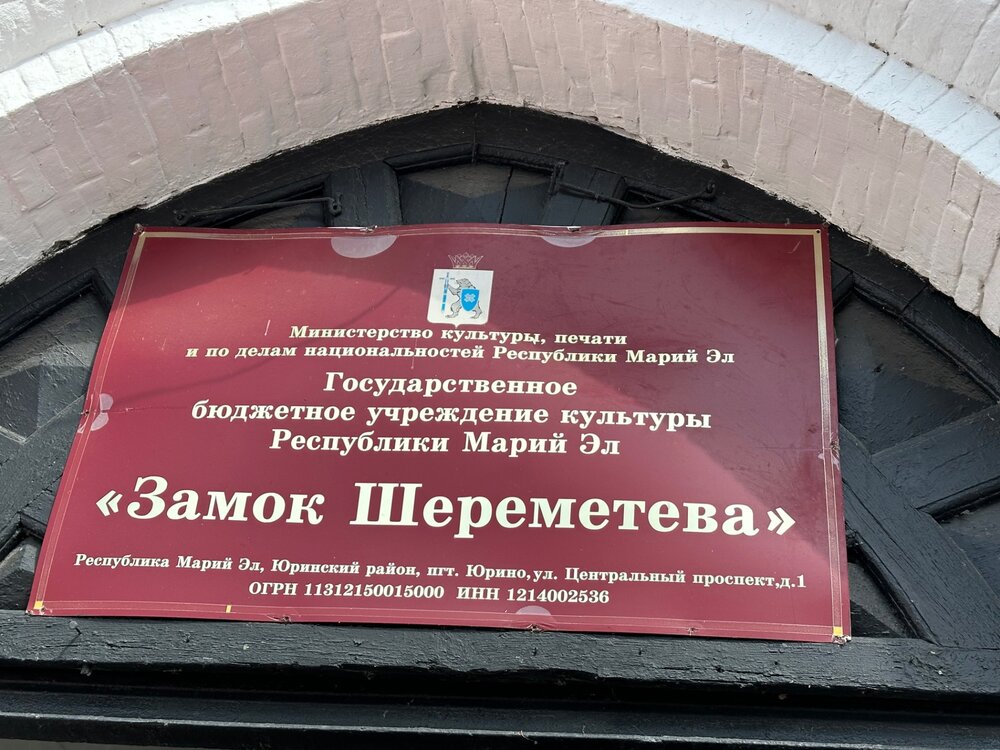 Министерство культуры, печати
и по делам национальностей Республики Марий Эл
Государственное
бюджетное учреждение культуры
Республики Марий Эл
«Замок Шереметева»
Республика Марий Эл, Юринский район, пгт. Юрино, ул. Центральный проспект, д.1
ОГРН 11312150015000 ИНН 1214002536